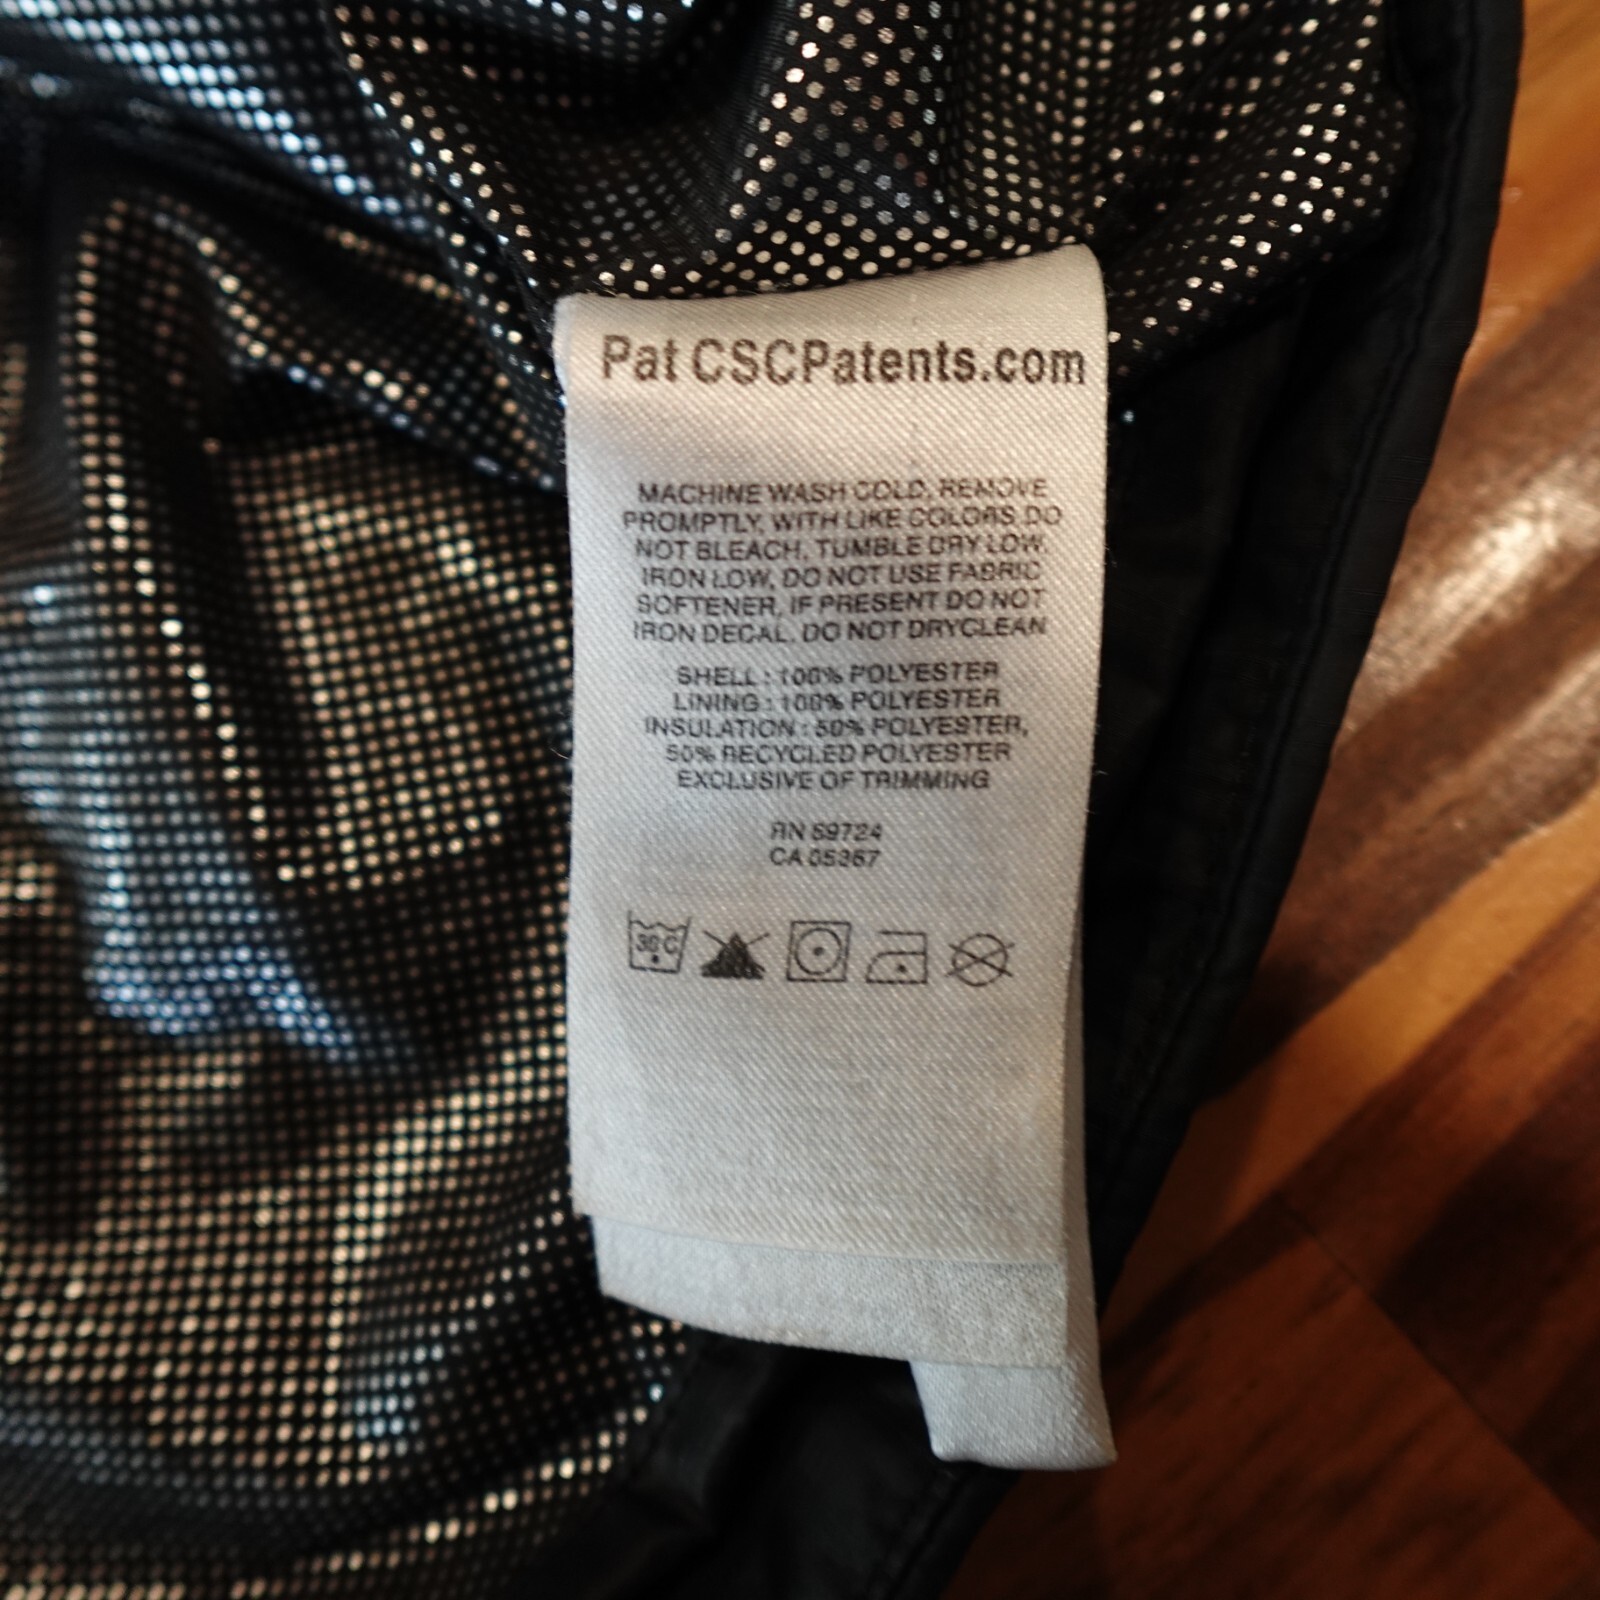 Pat CSCPatents.com
MACHINE WASH COLD, REMOVE
PROMPTLY, WITH LIKE COLORS DO
NOT BLEACH, TUMBLE DRY LOW,
IRON LOW, DO NOT USE FABRIC
SOFTENER, IF PRESENT DO NOT
IRON DECAL, DO NOT DRYCLEAN
SHELL : 100% POLYESTER
LINING : 100% POLYESTER
INSULATION : 50% POLYESTER,
50% RECYCLED POLYESTER
EXCLUSIVE OF TRIMMING
RN 69724
CA 05367
30 C